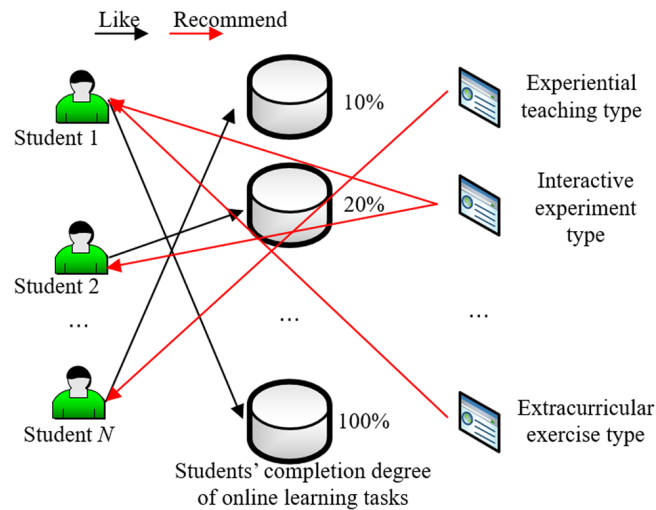 Like
Recommend
Student 1
Student 2
...
Student N
10%
20%
...
100%
Students’ completion degree
of online learning tasks
Experiential
teaching type
Interactive
experiment
type
...
Extracurricular
exercise type